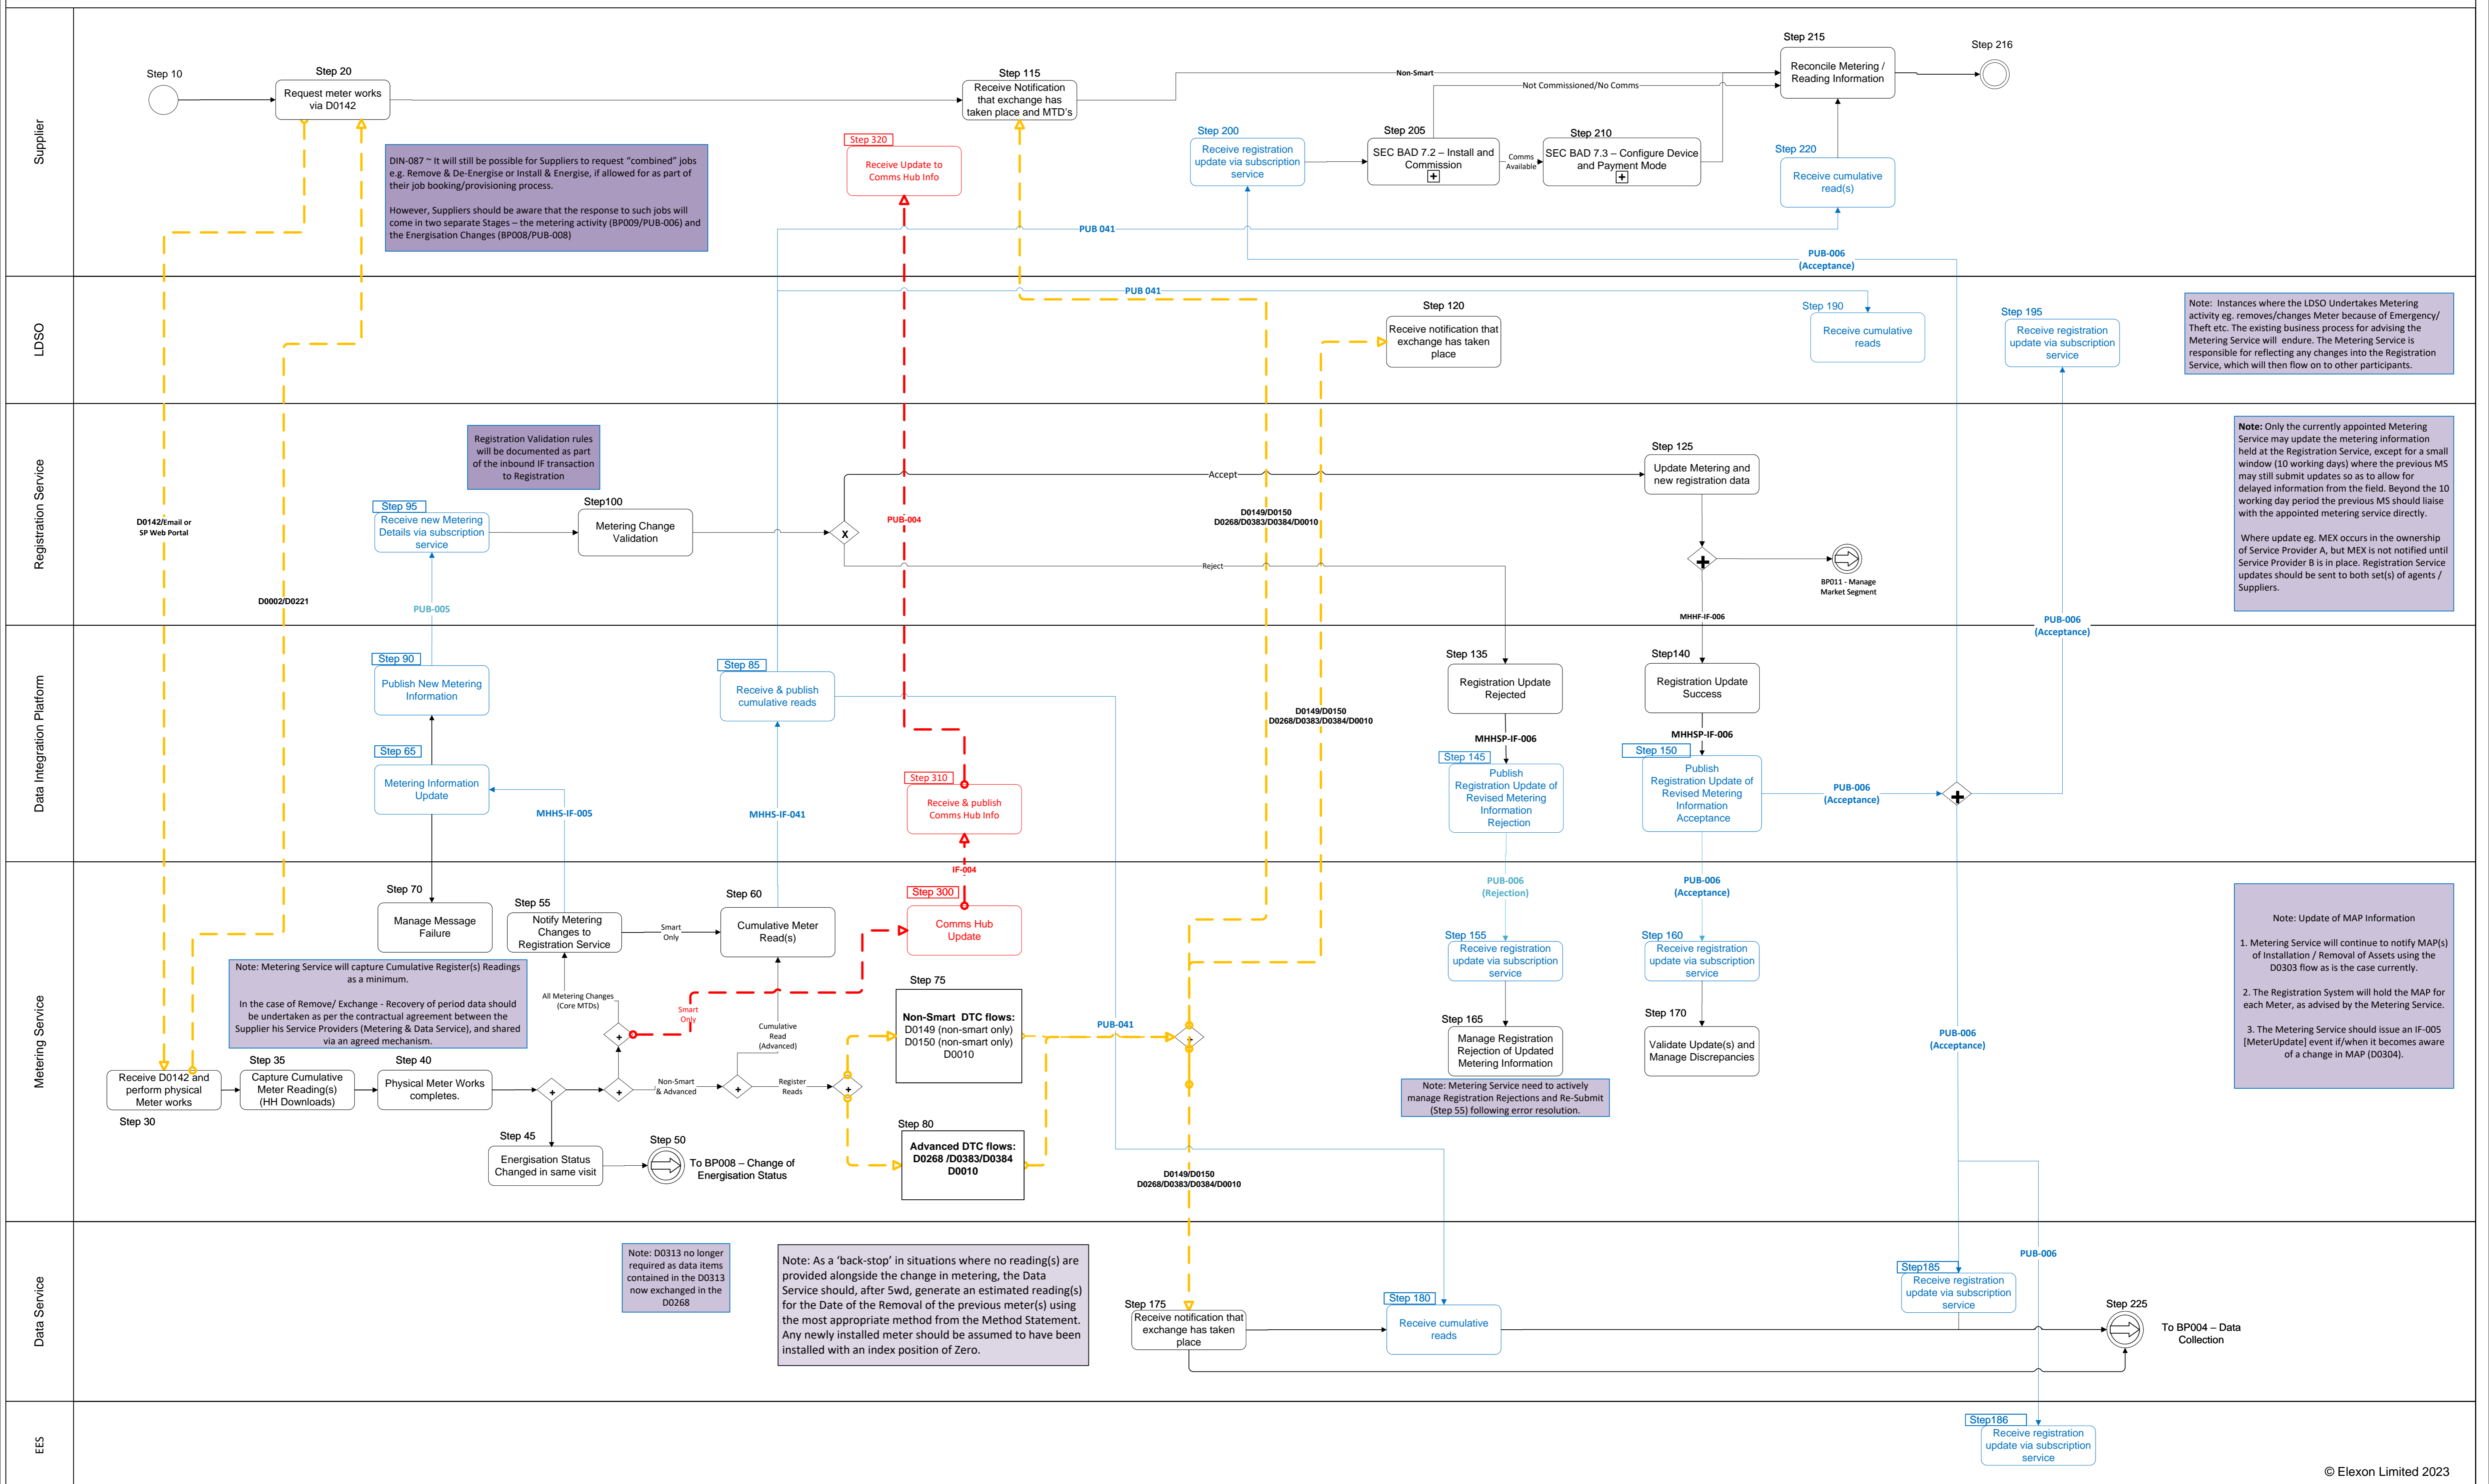 Supplier
Step 10
Step 20
Request meter works
via D0142
DIN-087 ~ It will still be possible for Suppliers to request "combined" jobs
e.g. Remove & De-Energise or Install & Energise, if allowed for as part of
their job booking/provisioning process.
However, Suppliers should be aware that the response to such jobs will
come in two separate Stages – the metering activity (BP009/PUB-006) and
the Energisation Changes (BP008/PUB-008)
Step 320
Receive Update to
Comms Hub Info
Step 115
Receive Notification
that exchange has
taken place and MTD's
Non-Smart
Not Commissioned/No Comms
Step 200
Receive registration
update via subscription
service
Step 205
SEC BAD 7.2 – Install and
Commission
Comms
Available
Step 210
SEC BAD 7.3 – Configure Device
and Payment Mode
Step 215
Reconcile Metering /
Reading Information
Step 216
Step 220
Receive cumulative
read(s)
PUB 041
PUB-006
(Acceptance)
LDSO
PUB 041
Step 120
Receive notification that
exchange has taken
place
Step 190
Receive cumulative
reads
Step 195
Receive registration
update via subscription
service
Note: Instances where the LDSO Undertakes Metering
activity eg. removes/changes Meter because of Emergency/
Theft etc. The existing business process for advising the
Metering Service will endure. The Metering Service is
responsible for reflecting any changes into the Registration
Service, which will then flow on to other participants.
Registration Service
D0142/Email or
SP Web Portal
D0002/D0221
Registration Validation rules
will be documented as part
of the inbound IF transaction
to Registration
Step 95
Receive new Metering
Details via subscription
service
PUB-005
Step100
Metering Change
Validation
X
PUB-004
Accept
Reject
D0149/D0150
D0268/D0383/D0384/D0010
Step 125
Update Metering and
new registration data
BP011 - Manage
Market Segment
MHHF-IF-006
Note: Only the currently appointed Metering
Service may update the metering information
held at the Registration Service, except for a small
window (10 working days) where the previous MS
may still submit updates so as to allow for
delayed information from the field. Beyond the 10
working day period the previous MS should liaise
with the appointed metering service directly.
Where update eg. MEX occurs in the ownership
of Service Provider A, but MEX is not notified until
Service Provider B is in place. Registration Service
updates should be sent to both set(s) of agents /
Suppliers.
PUB-006
(Acceptance)
Data Integration Platform
Step 90
Publish New Metering
Information
Step 65
Metering Information
Update
MHHS-IF-005
Step 85
Receive & publish
cumulative reads
MHHS-IF-041
Step 310
Receive & publish
Comms Hub Info
D0149/D0150
D0268/D0383/D0384/D0010
Step 135
Registration Update
Rejected
MHHSP-IF-006
Step 145
Publish
Registration Update of
Revised Metering
Information
Rejection
Step140
Registration Update
Success
MHHSP-IF-006
Step 150
Publish
Registration Update of
Revised Metering
Information
Acceptance
PUB-006
(Acceptance)
Metering Service
Step 70
Manage Message
Failure
Step 55
Notify Metering
Changes to
Registration Service
Smart
Only
Step 60
Cumulative Meter
Read(s)
IF-004
Step 300
Comms Hub
Update
Note: Metering Service will capture Cumulative Register(s) Readings
as a minimum.
In the case of Remove/ Exchange - Recovery of period data should
be undertaken as per the contractual agreement between the
Supplier his Service Providers (Metering & Data Service), and shared
via an agreed mechanism.
All Metering Changes
(Core MTDs)
Smart
Only
Cumulative
Read
(Advanced)
Step 75
Non-Smart DTC flows:
D0149 (non-smart only)
D0150 (non-smart only)
D0010
PUB-041
Receive D0142 and
perform physical
Meter works
Step 30
Step 35
Capture Cumulative
Meter Reading(s)
(HH Downloads)
Step 40
Physical Meter Works
completes.
Non-Smart
& Advanced
Register
Reads
Step 45
Energisation Status
Changed in same visit
Step 50
To BP008 – Change of
Energisation Status
Step 80
Advanced DTC flows:
D0268 /D0383/D0384
D0010
D0149/D0150
D0268/D0383/D0384/D0010
PUB-006
(Rejection)
Step 155
Receive registration
update via subscription
service
Step 165
Manage Registration
Rejection of Updated
Metering Information
Note: Metering Service need to actively
manage Registration Rejections and Re-Submit
(Step 55) following error resolution.
PUB-006
(Acceptance)
Step 160
Receive registration
update via subscription
service
Step 170
Validate Update(s) and
Manage Discrepancies
PUB-006
(Acceptance)
Note: Update of MAP Information
1. Metering Service will continue to notify MAP(s)
of Installation / Removal of Assets using the
D0303 flow as is the case currently.
2. The Registration System will hold the MAP for
each Meter, as advised by the Metering Service.
3. The Metering Service should issue an IF-005
[MeterUpdate] event if/when it becomes aware
of a change in MAP (D0304).
Data Service
Note: D0313 no longer
required as data items
contained in the D0313
now exchanged in the
D0268
Note: As a 'back-stop' in situations where no reading(s) are
provided alongside the change in metering, the Data
Service should, after 5wd, generate an estimated reading(s)
for the Date of the Removal of the previous meter(s) using
the most appropriate method from the Method Statement.
Any newly installed meter should be assumed to have been
installed with an index position of Zero.
Step 175
Receive notification that
exchange has taken
place
Step 180
Receive cumulative
reads
Step185
Receive registration
update via subscription
service
PUB-006
Step 225
To BP004 – Data
Collection
EES
Step186
Receive registration
update via subscription
service
© Elexon Limited 2023